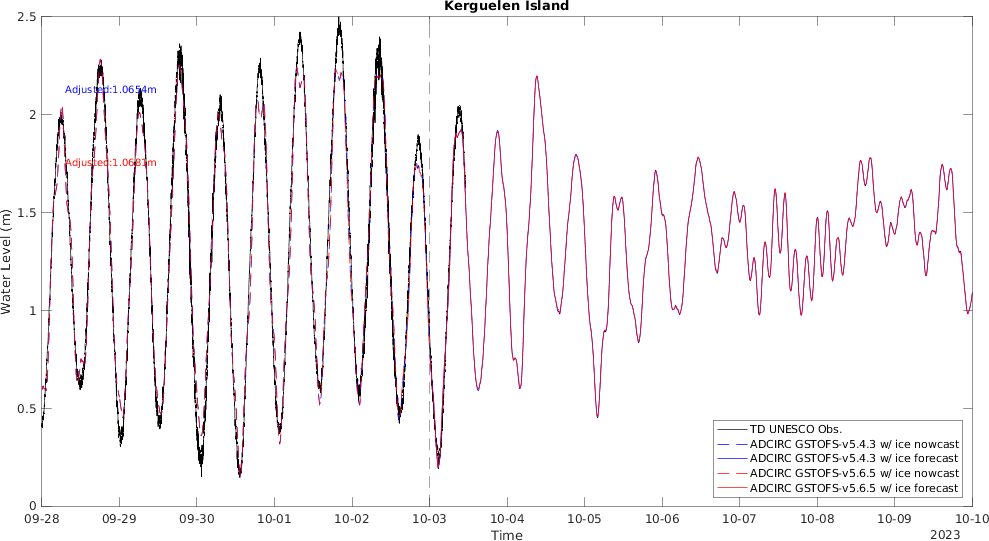 Kerguelen Island
2.5
2
1.5
1
0.5
0
Water Level (m)
Adjusted:1.0654m
Adjusted:1.0681m
TD UNESCO Obs.
ADCIRC GSTOFS-v5.4.3 w/ ice nowcast
ADCIRC GSTOFS-v5.4.3 w/ ice forecast
ADCIRC GSTOFS-v5.6.5 w/ ice nowcast
ADCIRC GSTOFS-v5.6.5 w/ ice forecast
09-28 09-29 09-30 10-01 10-02 10-03 10-04 10-05 10-06 10-07 10-08 10-09 10-10
Time
2023